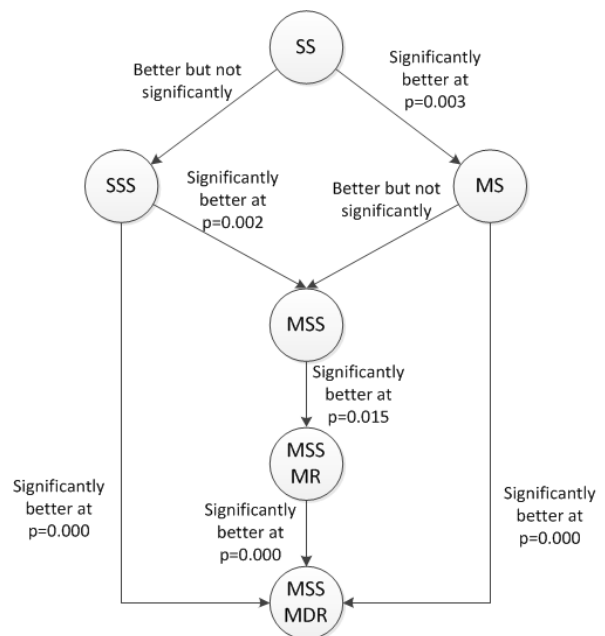 SS
Better but not
significantly
Significantly
better at
p=0.003
SSS
MS
Significantly
better at
p=0.002
Better but not
significantly
MSS
Significantly
better at
p=0.015
MSS
MR
Significantly
better at
p=0.000
Significantly
better at
p=0.000
Significantly
better at
p=0.000
MSS
MDR